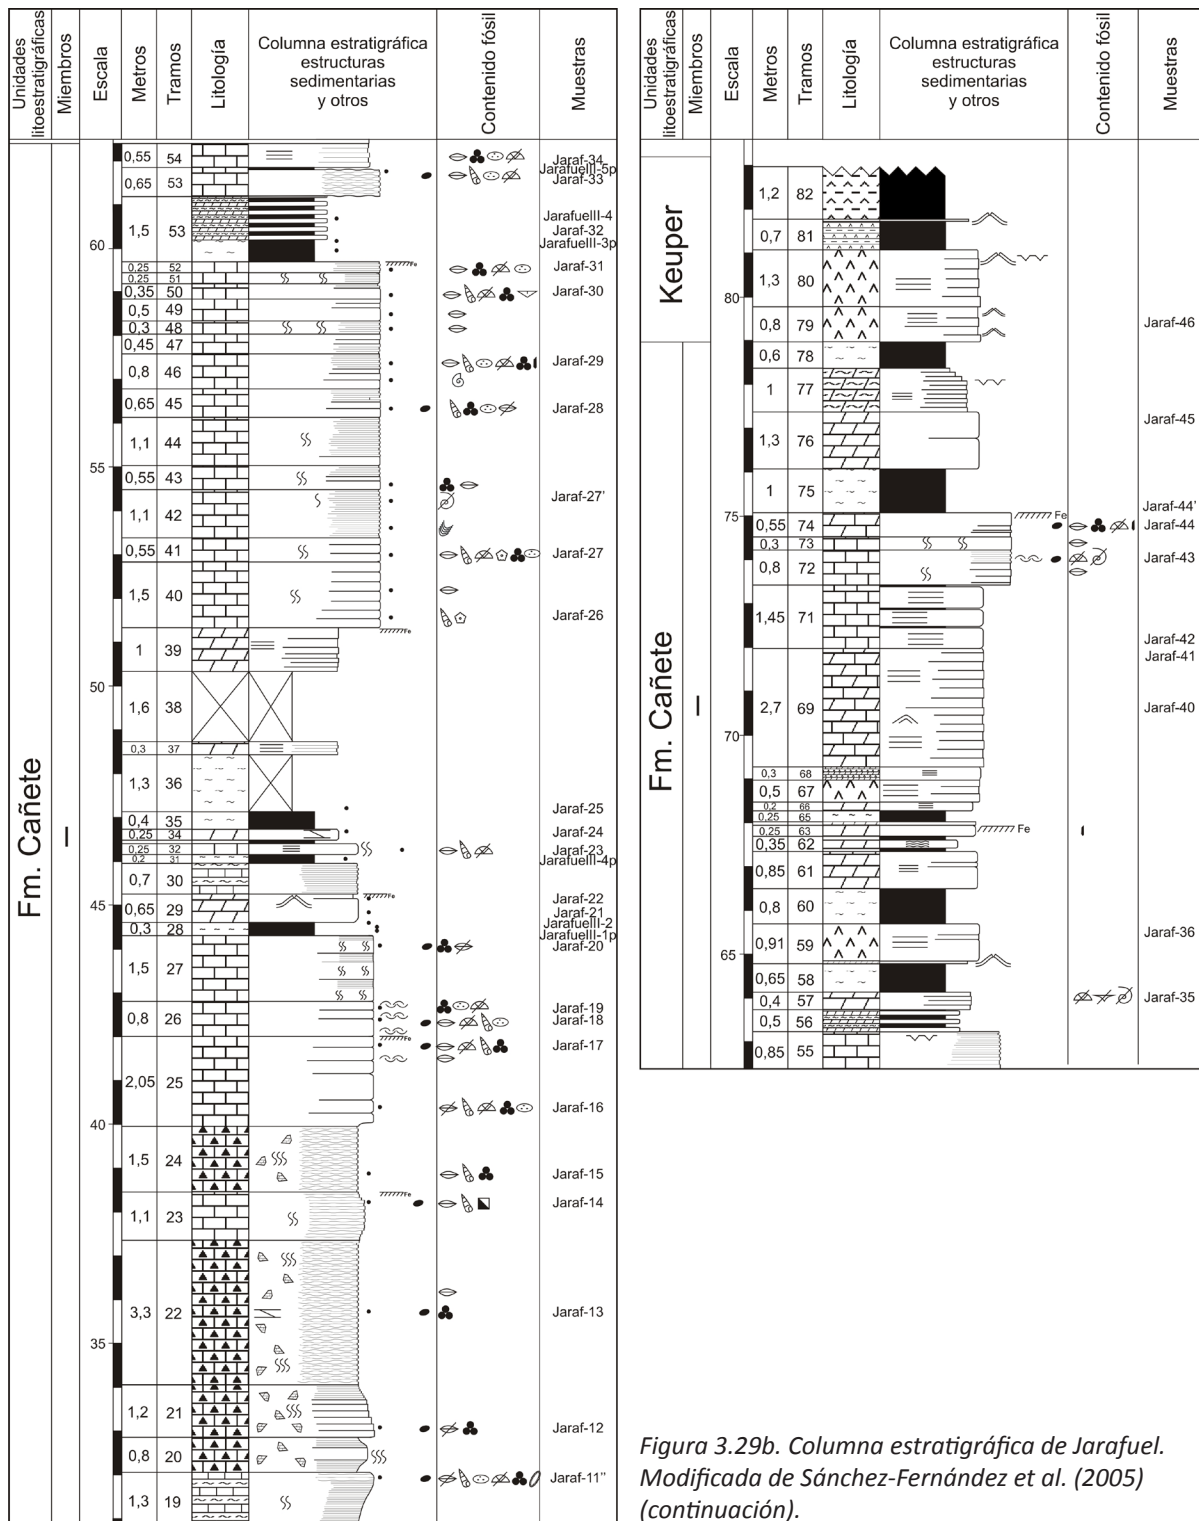 Unidades litoestratigráficas
Miembros
Escala
Metros
Tramos
Litología
Columna estratigráfica
estructuras
sedimentarias
y otros
Contenido fósil
Muestras
0,55 54 Jaraf-34
JarafuelII-5p
0,65 53 Jaraf-33
JarafuelII-4
1,5 53 Jaraf-32
60 JarafuelII-3p
Fe
0,25 52 Jaraf-31
0,25 51
0,35 50 Jaraf-30
0,5 49
0,3 48
0,45 47
0,8 46 Jaraf-29
0,65 45 Jaraf-28
1,1 44
55
0,55 43
1,1 42 Jaraf-27'
0,55 41 Jaraf-27
1,5 40 Jaraf-26
Fe
1 39
50
1,6 38
0,3 37
1,3 36
Jaraf-25
0,4 35
0,25 34 Jaraf-24
0,25 32 Jaraf-23
0,2 31 JarafuelII-4p
0,7 30
Fe
Jaraf-22
45
0,65 29 Jaraf-21
JarafuelII-2
0,3 28 JarafuelII-1p
1,5 27 Jaraf-20
Jaraf-19
0,8 26 Jaraf-18
Fe
Jaraf-17
2,05 25
40 Jaraf-16
1,5 24 Jaraf-15
Fe
1,1 23 Jaraf-14
3,3 22 Jaraf-13
35
1,2 21 Jaraf-12
0,8 20
1,3 19 Jaraf-11"
Fm. Cañete
I
Unidades litoestratigráficas
Miembros
Escala
Metros
Tramos
Litología
Columna estratigráfica
estructuras
sedimentarias
y otros
Contenido fósil
Muestras
Keuper
1,2 82
0,7 81
80
1,3 80
0,8 79 Jaraf-46
0,6 78
1 77
1,3 76 Jaraf-45
1 75
Jaraf-44'
75 Fe
0,55 74 Jaraf-44
0,3 73
0,8 72 Jaraf-43
1,45 71
Jaraf-42
Jaraf-41
2,7 69 Jaraf-40
70
0,3 68
0,5 67
0,2 66
0,25 65
0,25 63 Fe
0,35 62
0,85 61
0,8 60
0,91 59 Jaraf-36
65
0,65 58
0,4 57 Jaraf-35
0,5 56
0,85 55
Fm. Cañete
I
Figura 3.29b. Columna estratigráfica de Jarafuel.
Modificada de Sánchez-Fernández et al. (2005)
(continuación).